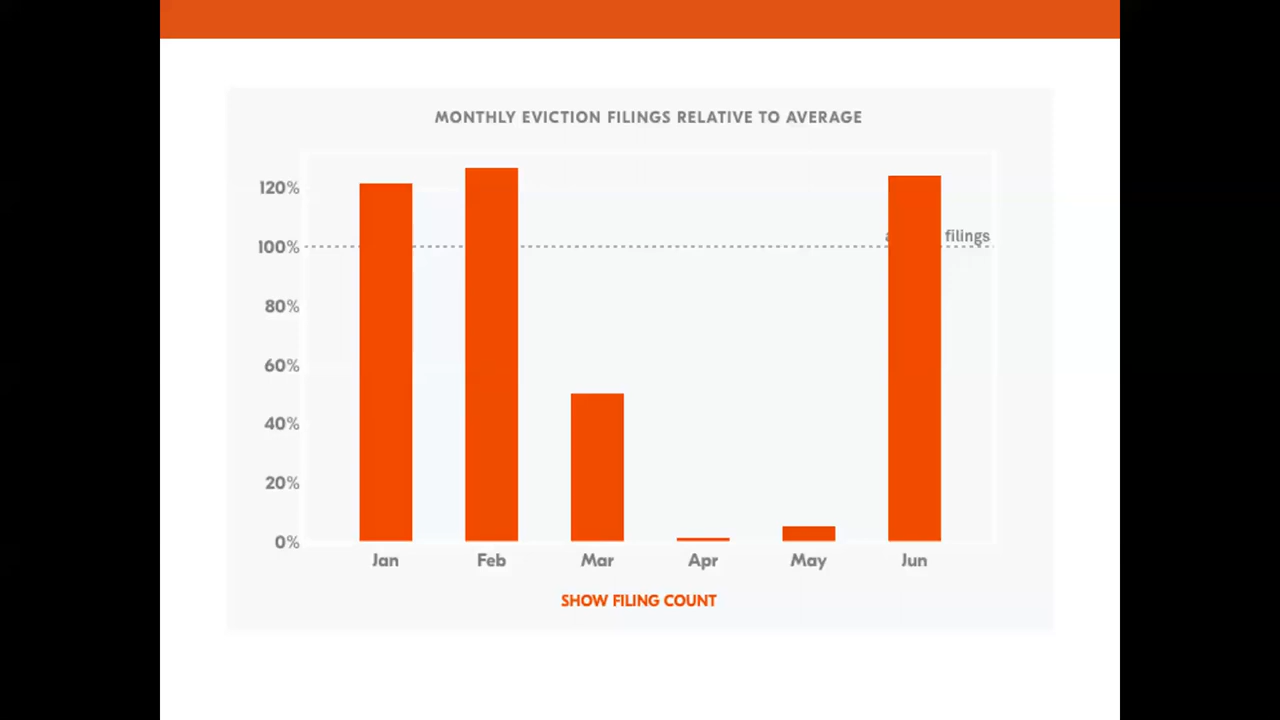 MONTHLY EVICTION FILINGS RELATIVE TO AVERAGE
120%
100%
filings
80%
60%
40%
20%
0%
Jan Feb Mar Apr May Jun
SHOW FILING COUNT